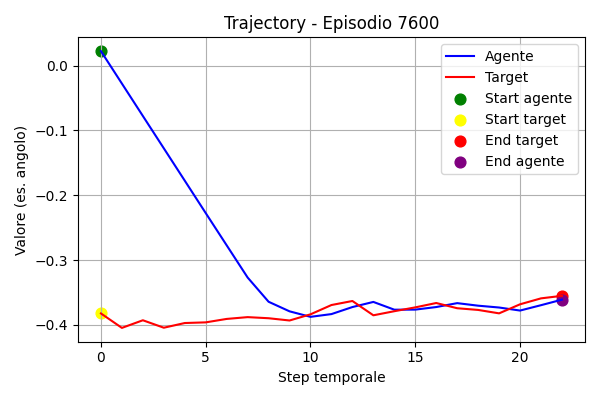 Trajectory - Episodio 7600
Valore (es. angolo)
0.0
−0.1
−0.2
−0.3
−0.4
Agente
Target
Start agente
Start target
End target
End agente
0 5 10 15 20
Step temporale